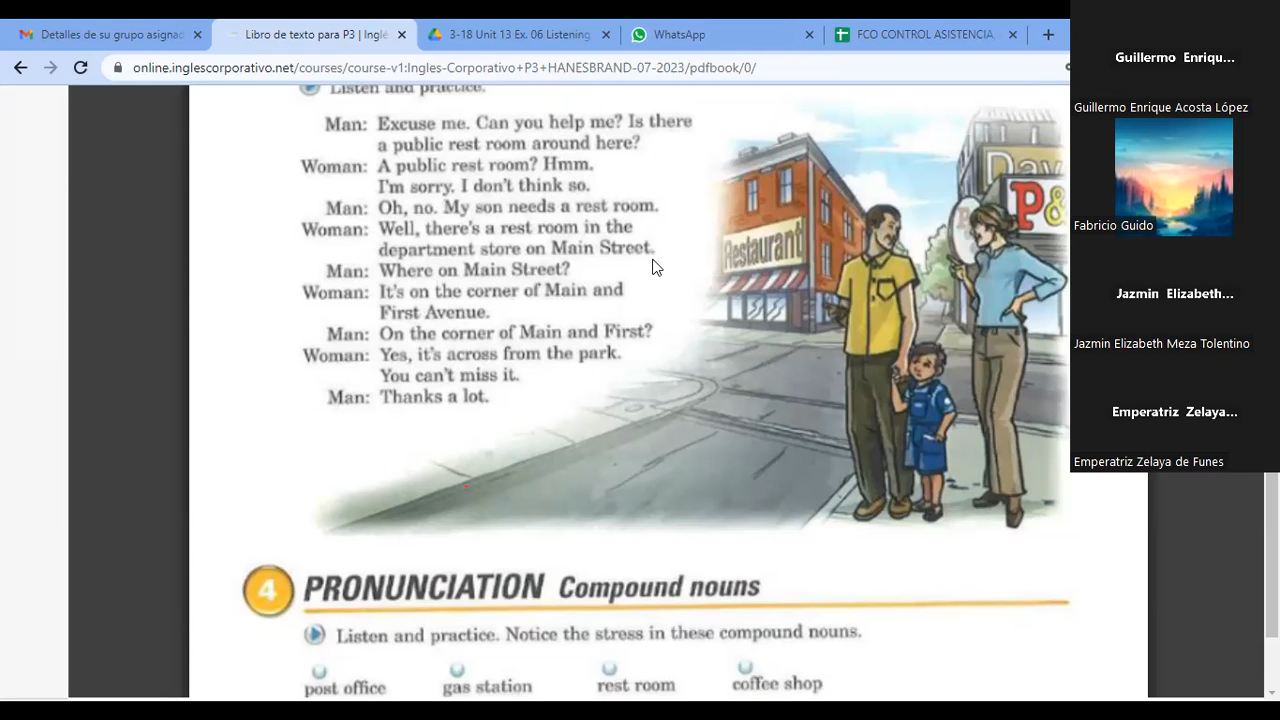 Detalles de su grupo asignad
Libro de texto para P3 | Inglé
3-18 Unit 13 Ex. 06 Listening
WhatsApp
FCO CONTROL ASISTENCIA,
online.inglescorporativo.net/courses/course-v1:Ingles-Corporativo+P3+HANESBRAND-07-2023/pdfbook/0/
Listen and practice.
Man: Excuse me. Can you help me? Is there
a public rest room around here?
Woman: A public rest room? Hmm.
I'm sorry. I don't think so.
Man: Oh, no. My son needs a rest room.
Woman: Well, there's a rest room in the
department store on Main Street.
Man: Where on Main Street?
Woman: It's on the corner of Main and
First Avenue.
Man: On the corner of Main and First?
Woman: Yes, it's across from the park.
You can't miss it.
Man: Thanks a lot.
Restaurant
Dav
P&
4 PRONUNCIATION Compound nouns
Listen and practice. Notice the stress in these compound nouns.
post office gas station rest room coffee shop
Guillermo Enriqu...
Guillermo Enrique Acosta López
Fabricio Guido
Jazmin Elizabeth...
Jazmin Elizabeth Meza Tolentino
Emperatriz Zelaya...
Emperatriz Zelaya de Funes